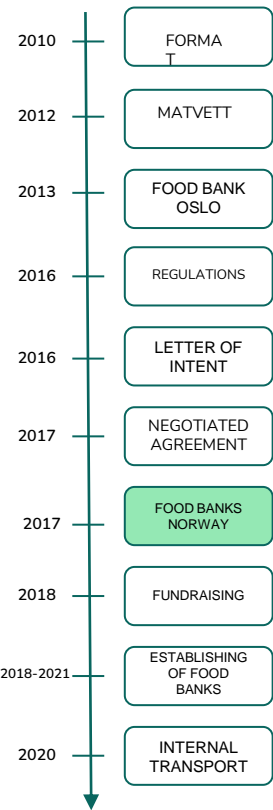 2010
FORMA
T
2012
MATVETT
2013
FOOD BANK
OSLO
2016
REGULATIONS
2016
LETTER OF
INTENT
2017
NEGOTIATED
AGREEMENT
2017
FOOD BANKS
NORWAY
2018
FUNDRAISING
2018-2021
ESTABLISHING
OF FOOD
BANKS
2020
INTERNAL
TRANSPORT